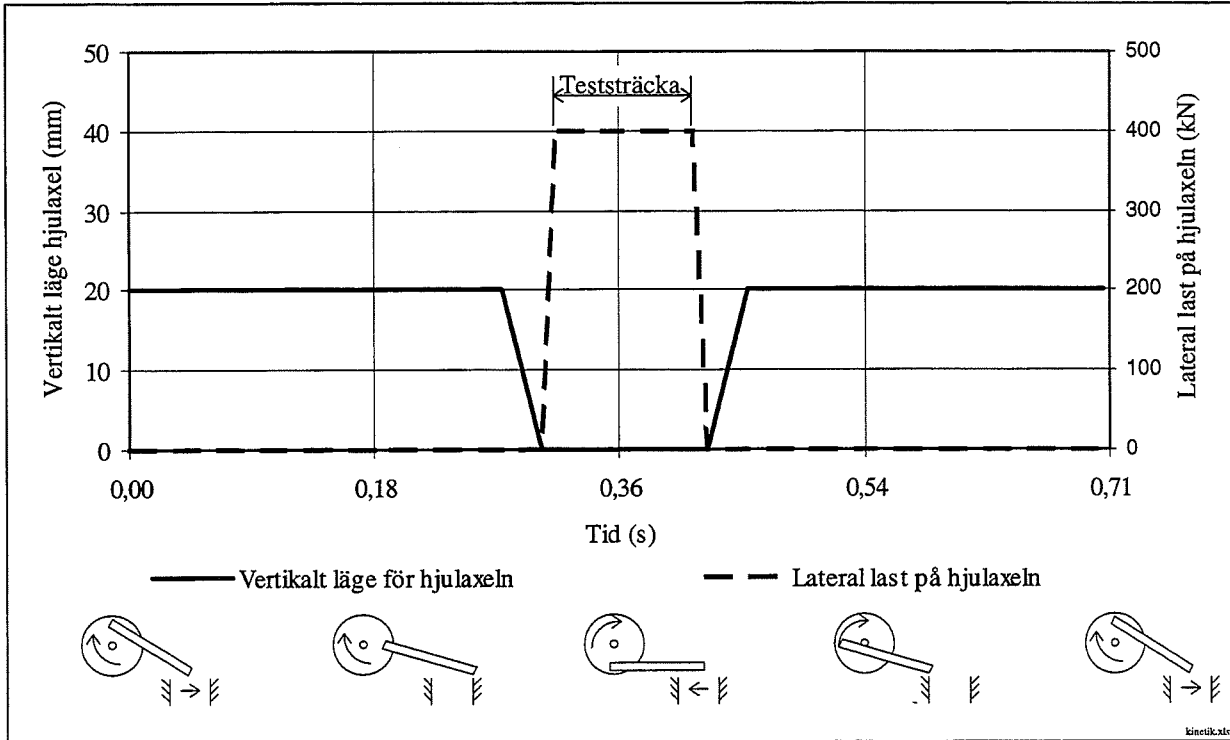 Teststräcka
Vertikalt läge hjulaxel (mm)
50
40
30
20
10
0
Lateral last på hjulaxeln (kN)
500
400
300
200
100
0
0,00 0,18 0,36 0,54 0,71
Tid (s)
Vertikalt läge för hjulaxeln Lateral last på hjulaxeln
kinetik.xls